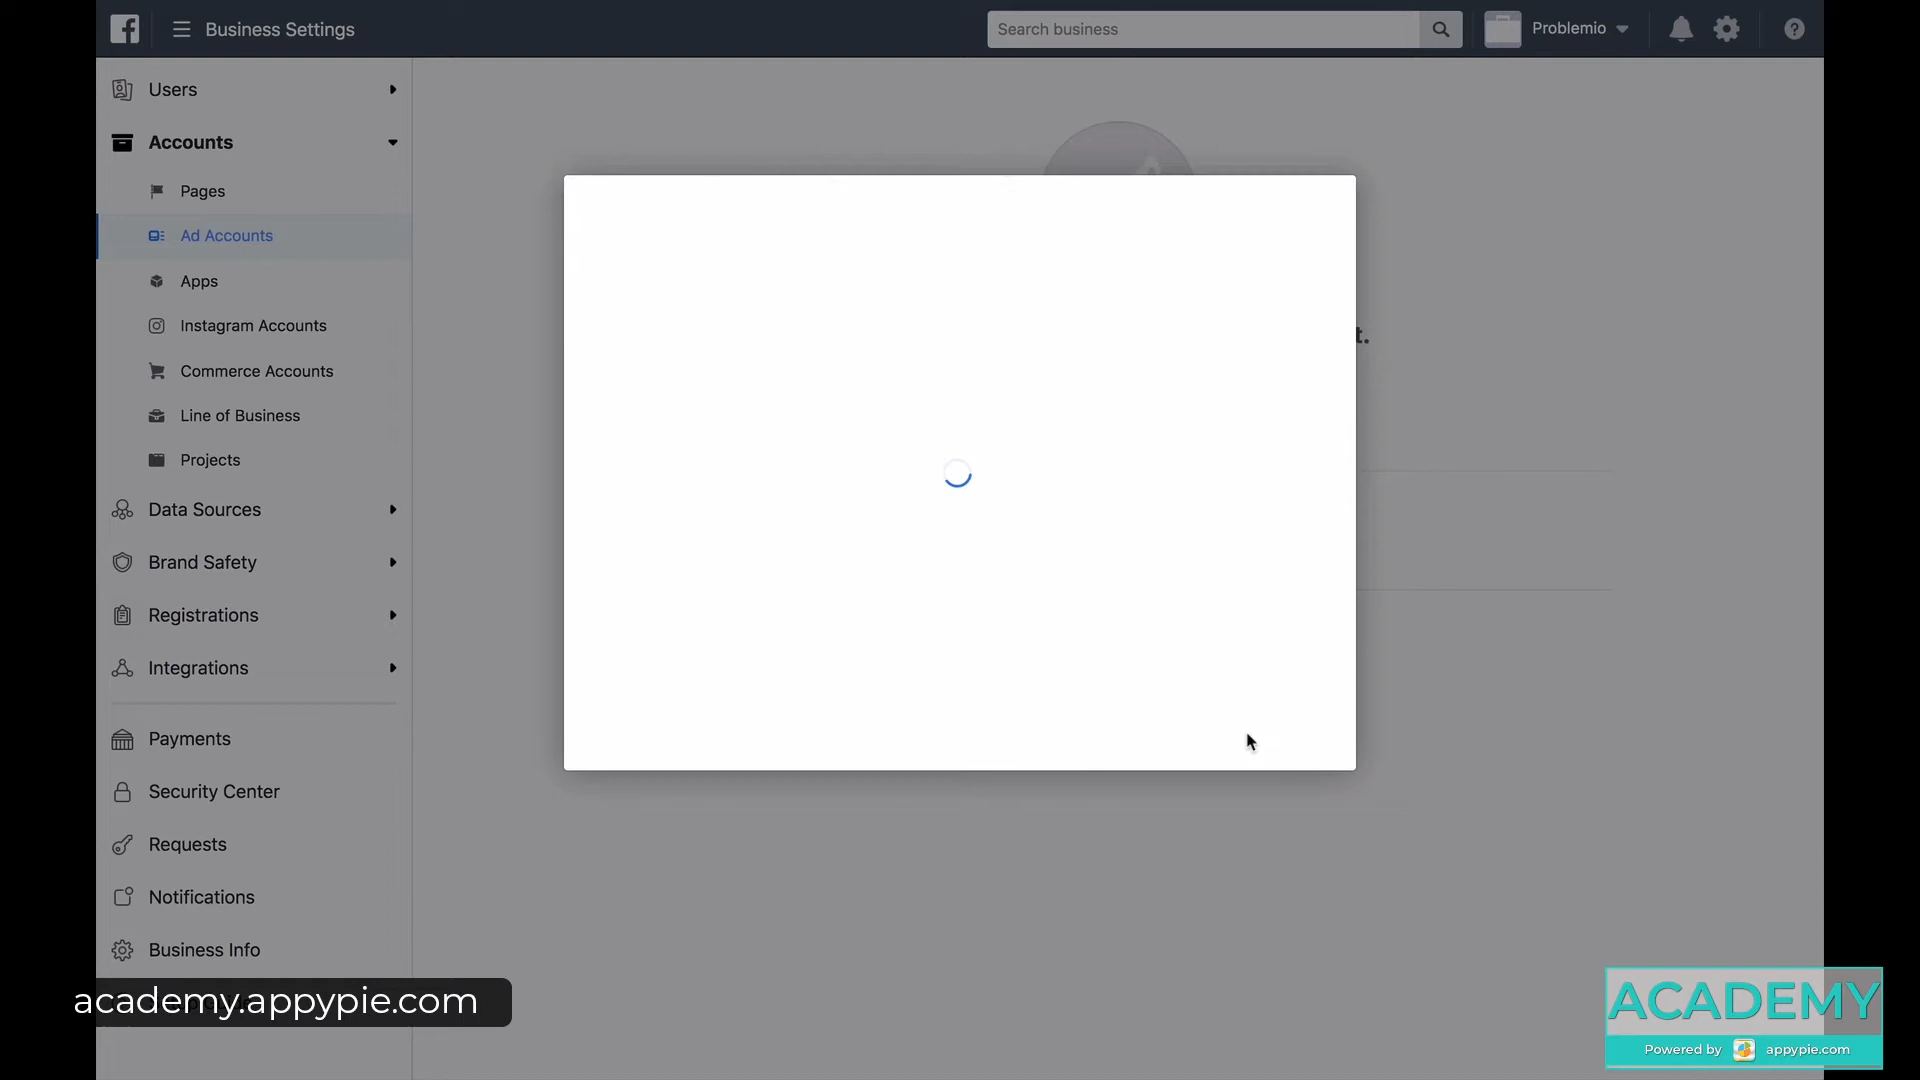 Business Settings
Search business
Problemio
Users
Accounts
Pages
Ad Accounts
Apps
Instagram Accounts
Commerce Accounts
Line of Business
Projects
Data Sources
Brand Safety
Registrations
Integrations
Payments
Security Center
Requests
Notifications
Business Info
t.
academy.appypie.com
ACADEMY
Powered by appypie.com